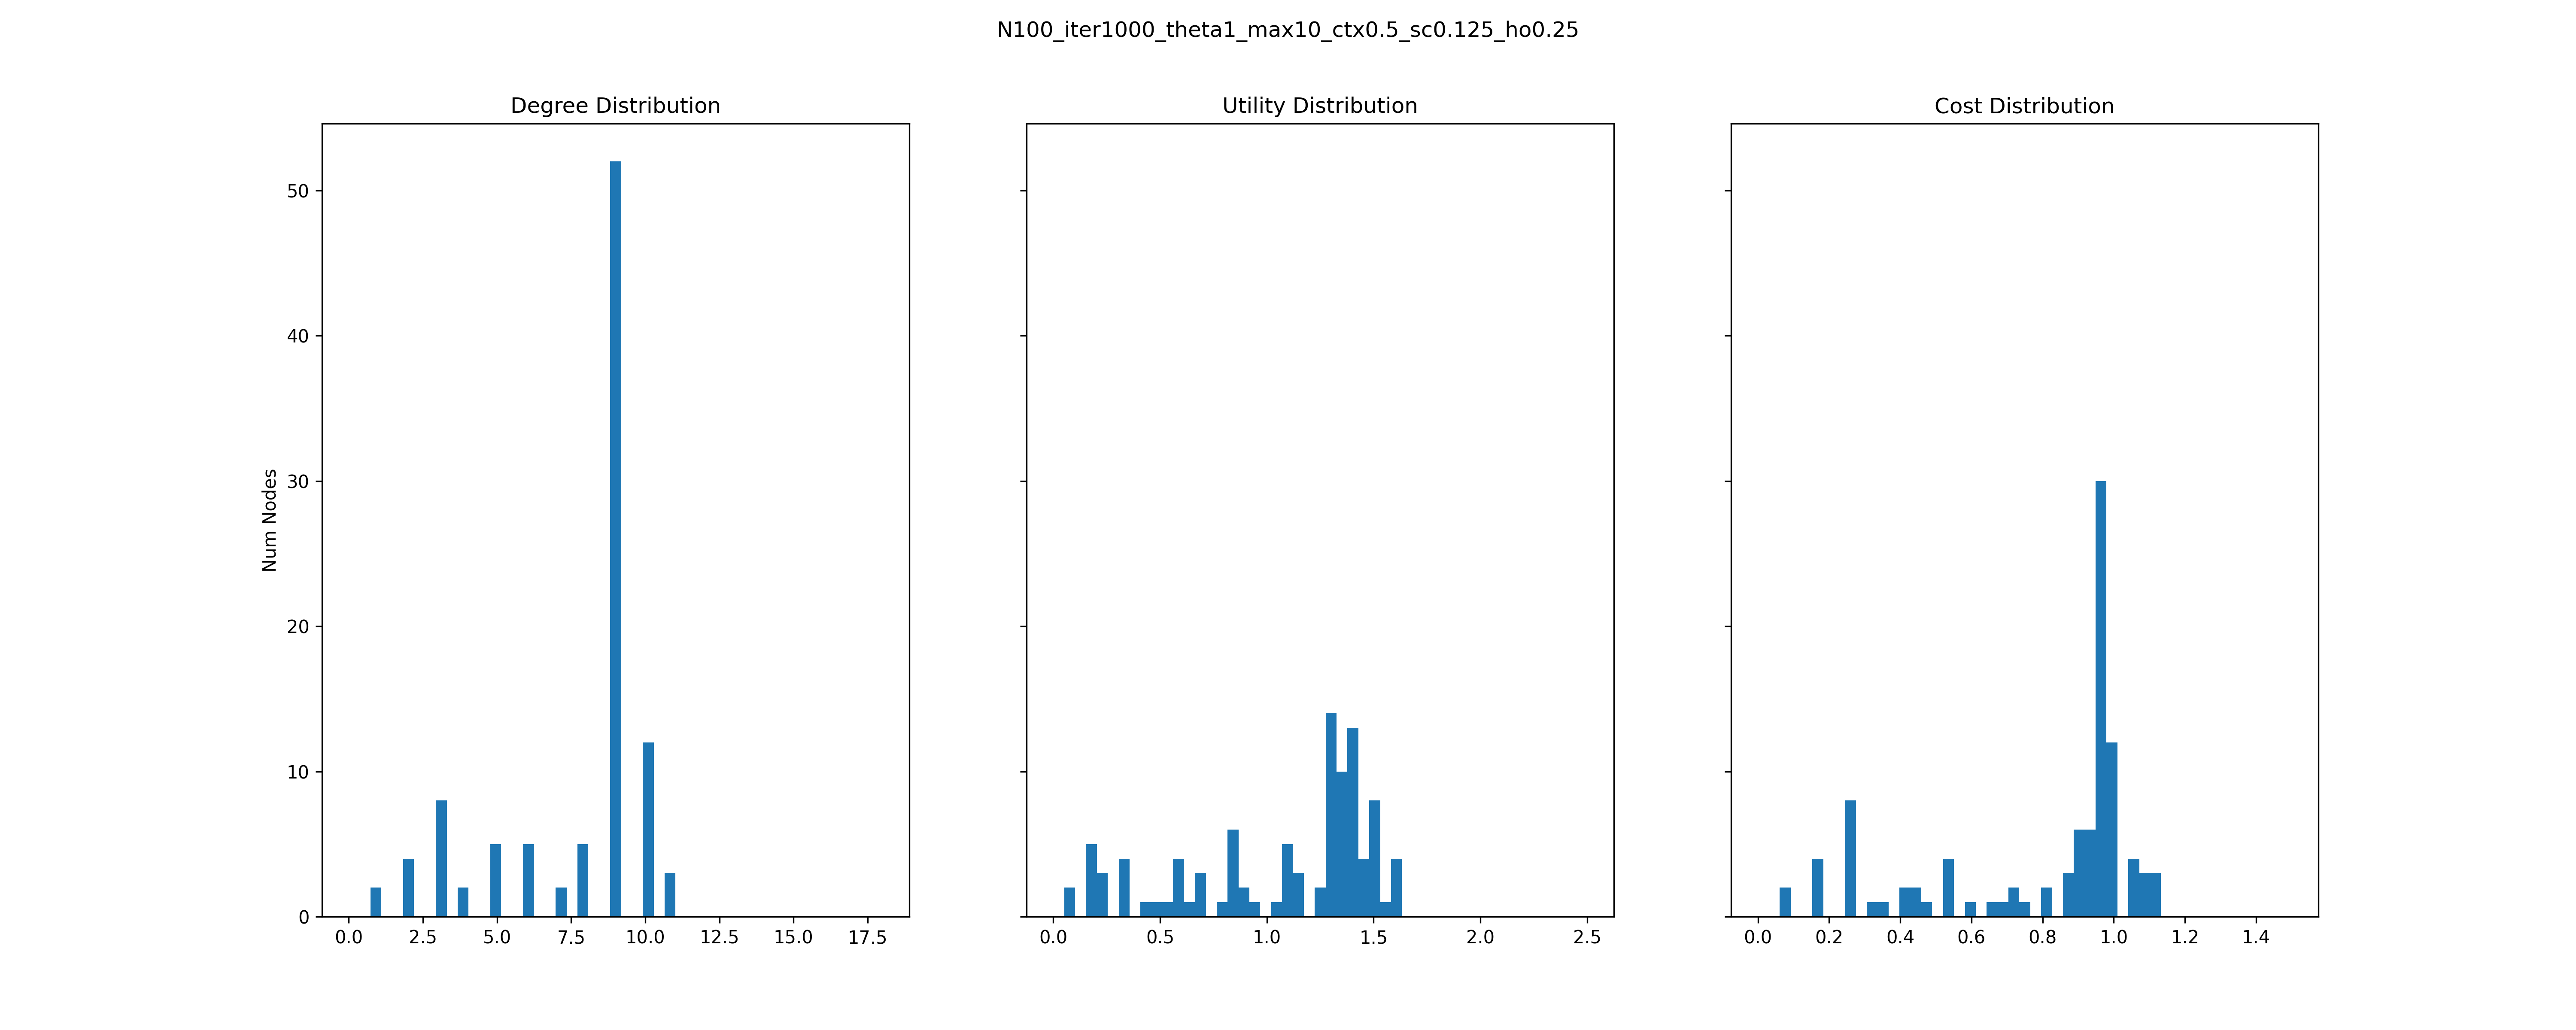 N100_iter1000_theta1_max10_ctx0.5_sc0.125_ho0.25
Degree Distribution
Utility Distribution
Cost Distribution
Num Nodes
50
40
30
20
10
0
0.0 2.5 5.0 7.5 10.0 12.5 15.0 17.5
0.0 0.5 1.0 1.5 2.0 2.5
0.0 0.2 0.4 0.6 0.8 1.0 1.2 1.4